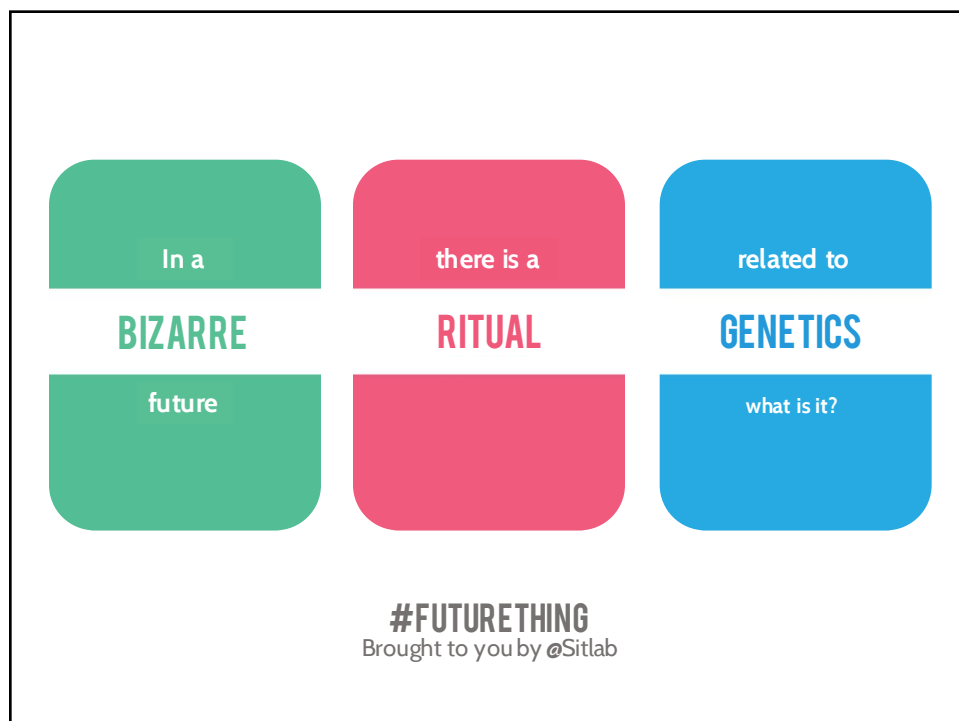 In a
BIZARRE
future
there is a
RITUAL
related to
GENETICS
what is it?
#FUTURETHING
Brought to you by @Sitlab